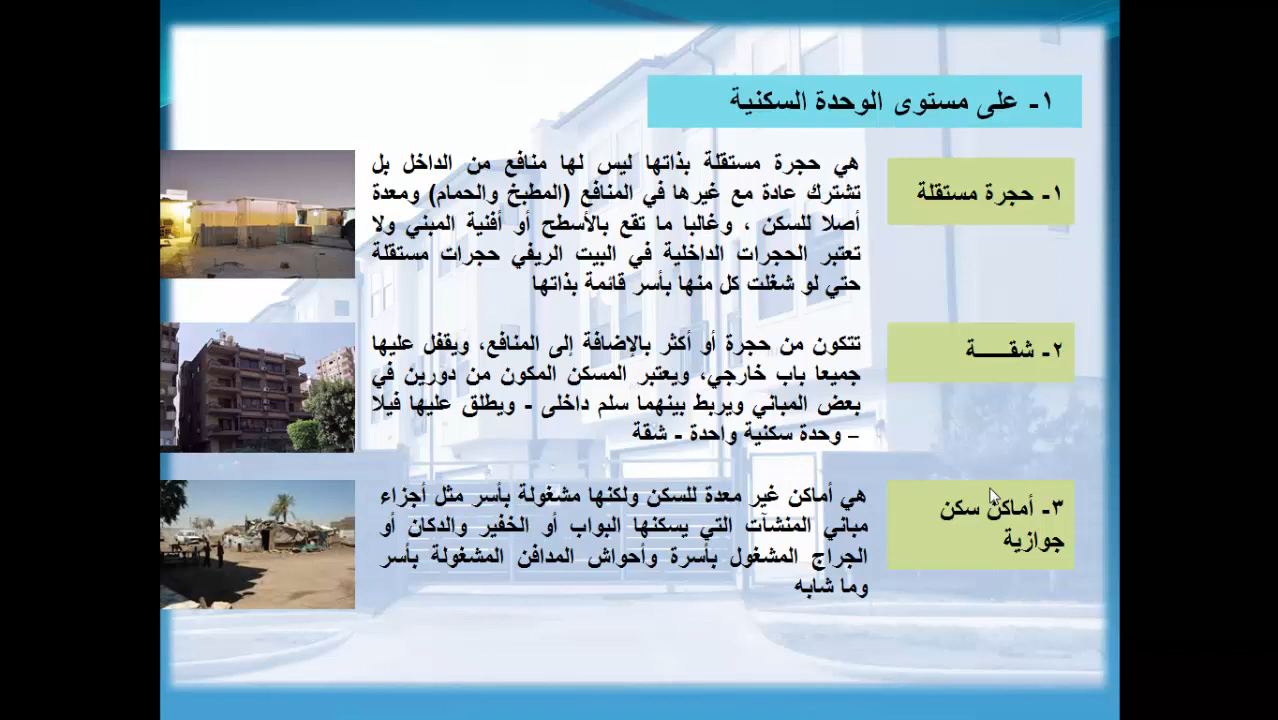 ١- على مستوى الوحدة السكنية
١- حجرة مستقلة
هي حجرة مستقلة بذاتها ليس لها منافع من الداخل بل
تشترك عادة مع غيرها في المنافع (المطبخ والحمام) ومعدة
أصلا للسكن ، وغالبا ما تقع بالأسطح أو أفنية المبني ولا
تعتبر الحجرات الداخلية في البيت الريفي حجرات مستقلة
حتي لو شغلت كل منها بأسر قائمة بذاتها
٢- شقـــــة
تتكون من حجرة أو أكثر بالإضافة إلى المنافع، ويقفل عليها
جميعا باب خارجي، ويعتبر المسكن المكون من دورين في
بعض المباني ويربط بينهما سلم داخلى - ويطلق عليها فيلا
– وحدة سكنية واحدة - شقة
٣- أماكن سكن
جوازية
هي أماكن غير معدة للسكن ولكنها مشغولة بأسر مثل أجزاء
مباني المنشآت التي يسكنها البواب أو الخفير والدكان أو
الجراج المشغول بأسرة وأحواش المدافن المشغولة بأسر
وما شابه